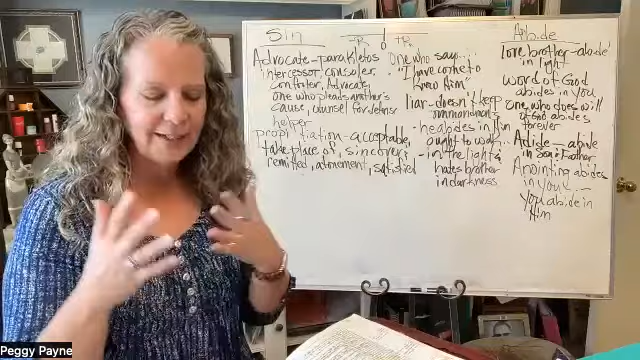 Sin
Advocate - parakletos
intercessor, consoler,
comforter, Advocate,
one who pleads another's
cause, counsel for defense
helper
propitiation - acceptable,
take place of, sin cover,
remitted, atonement, satisfied
0
One who say...
"I have come to
know Him"
liar - doesn't keep
commandments
- he abides in Him
ought to walk
- in the light &
hates brother
in darkness
Abide
love brother - abide
in light
word of God
abides in you
one who does will
of God abides
forever
Abide - abide
in Son & Father
Anointing abides
in you -
You abide in
Him
Peggy Payne